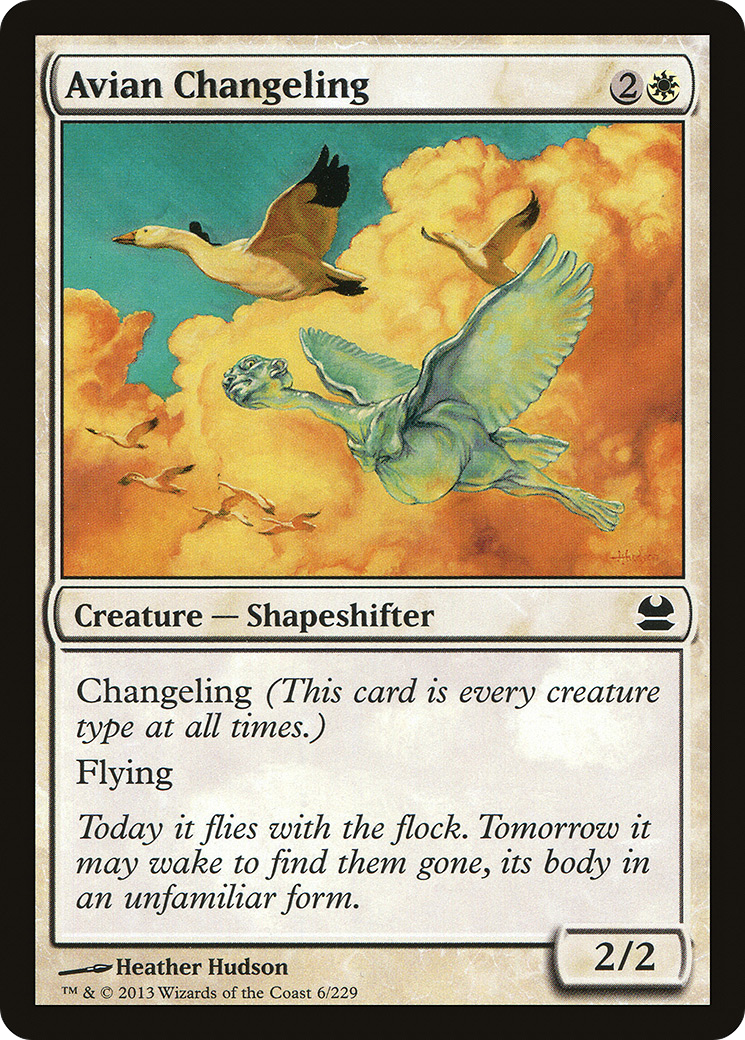 Avian Changeling 2
Creature — Shapeshifter
Changeling (This card is every creature
type at all times.)
Flying
Today it flies with the flock. Tomorrow it
may wake to find them gone, its body in
an unfamiliar form.
2/2
Heather Hudson
™ & © 2013 Wizards of the Coast 6/229